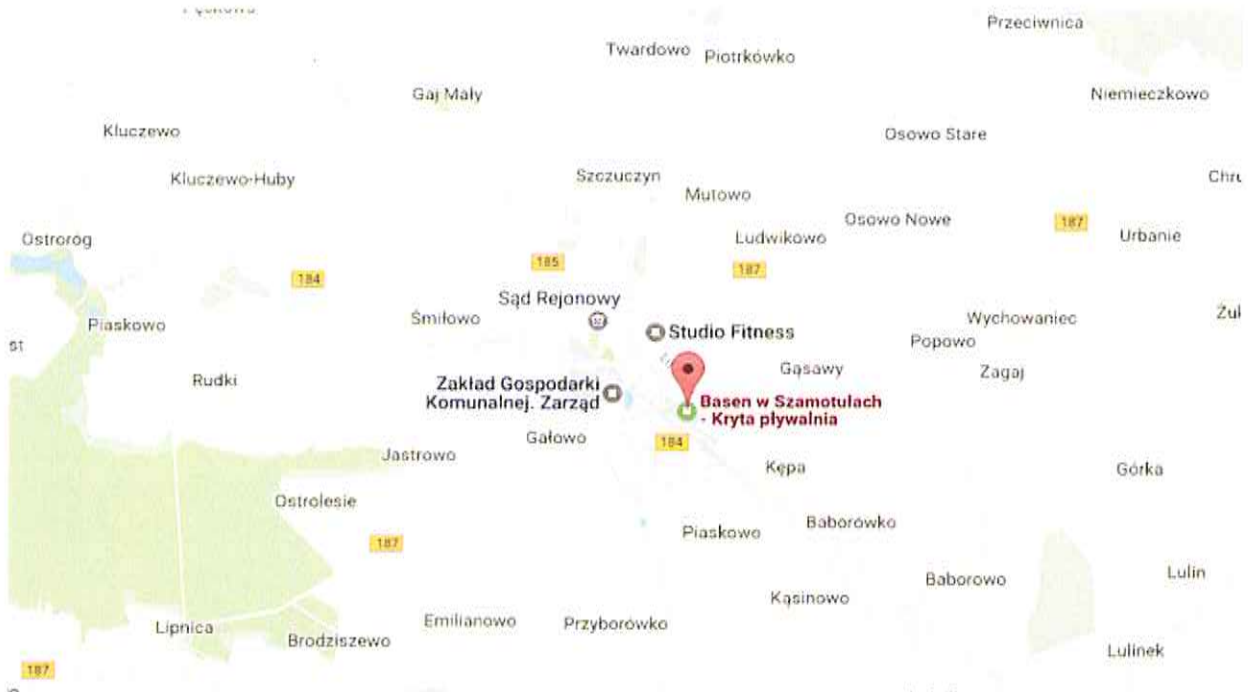 Przeciwnica
Twardowo
Piotrkówko
Gaj Mały
Niemieczkowo
Kluczewo
Osowo Stare
Kluczewo-Huby
Szczuczyn
Chru
Mutowo
Osowo Nowe
187
Ostroróg
Ludwikowo
Urbanie
185
187
184
Sąd Rejonowy
Piaskowo
Śmiłowo
Wychowaniec
Żul
Studio Fitness
st
Popowo
Gąsawy
Zagaj
Rudki
Zakład Gospodarki
Komunalnej. Zarząd
Basen w Szamotułach
- Kryta pływalnia
Gałowo
184
Jastrowo
Kępa
Górka
Ostrolesie
Baborówko
Piaskowo
187
Baborowo
Lulin
Kąsinowo
Emilianowo
Przyborówko
Lipnica
Brodziszewo
Lulinek
187